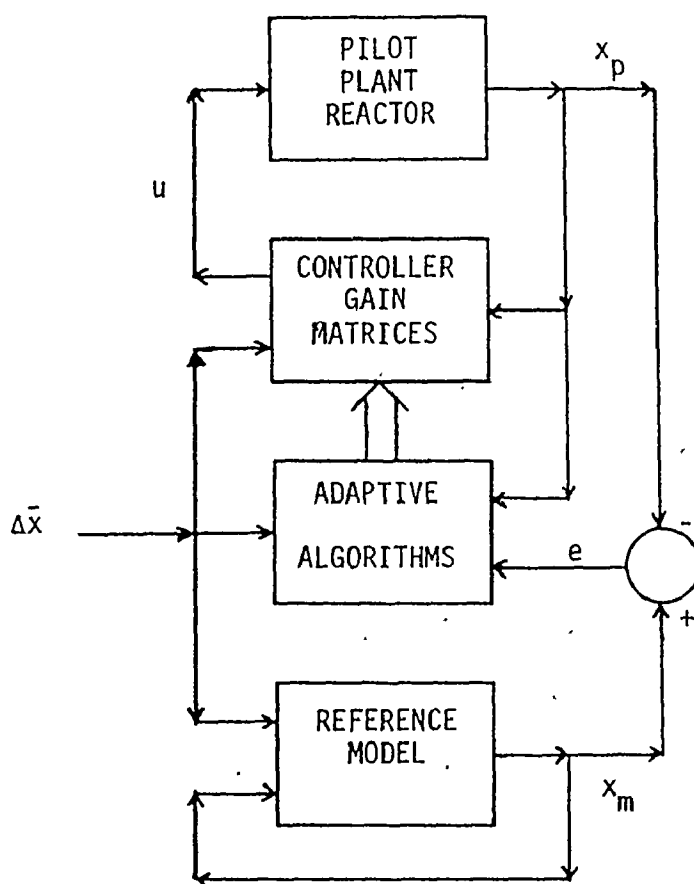 PILOT
PLANT
REACTOR
x_p
u
CONTROLLER
GAIN
MATRICES
Δx̄
ADAPTIVE
ALGORITHMS
e
-
+
REFERENCE
MODEL
x_m